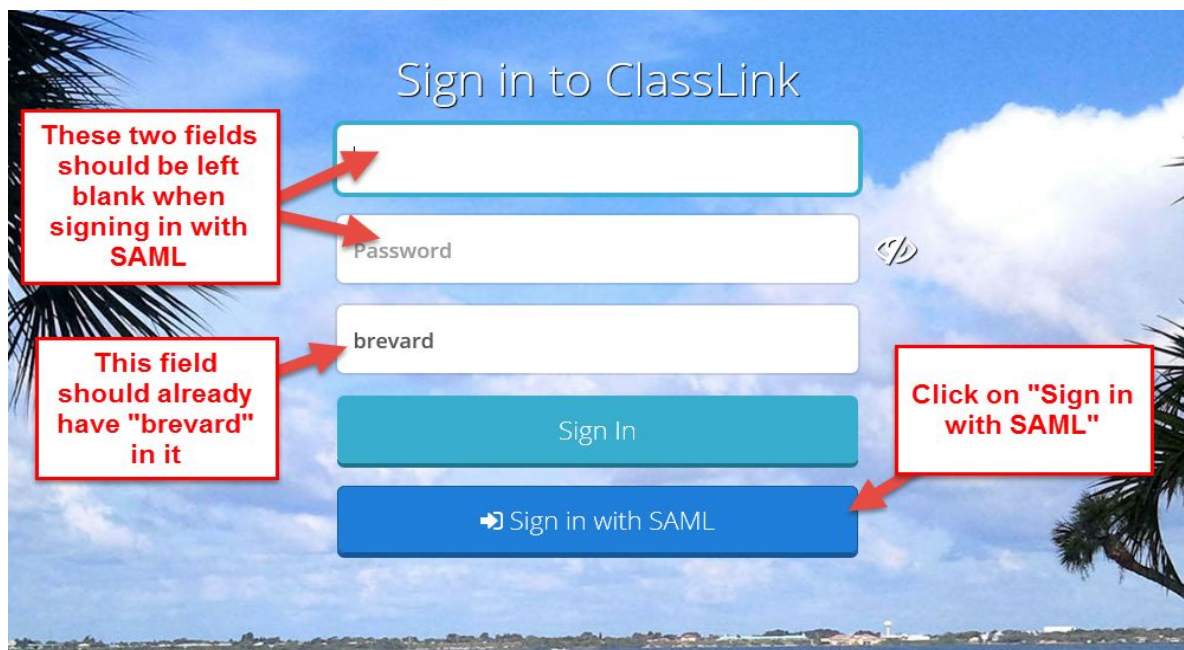 Sign in to ClassLink
These two fields
should be left
blank when
signing in with
SAML
Password
brevard
This field
should already
have "brevard"
in it
Sign In
Click on "Sign in
with SAML"
Sign in with SAML